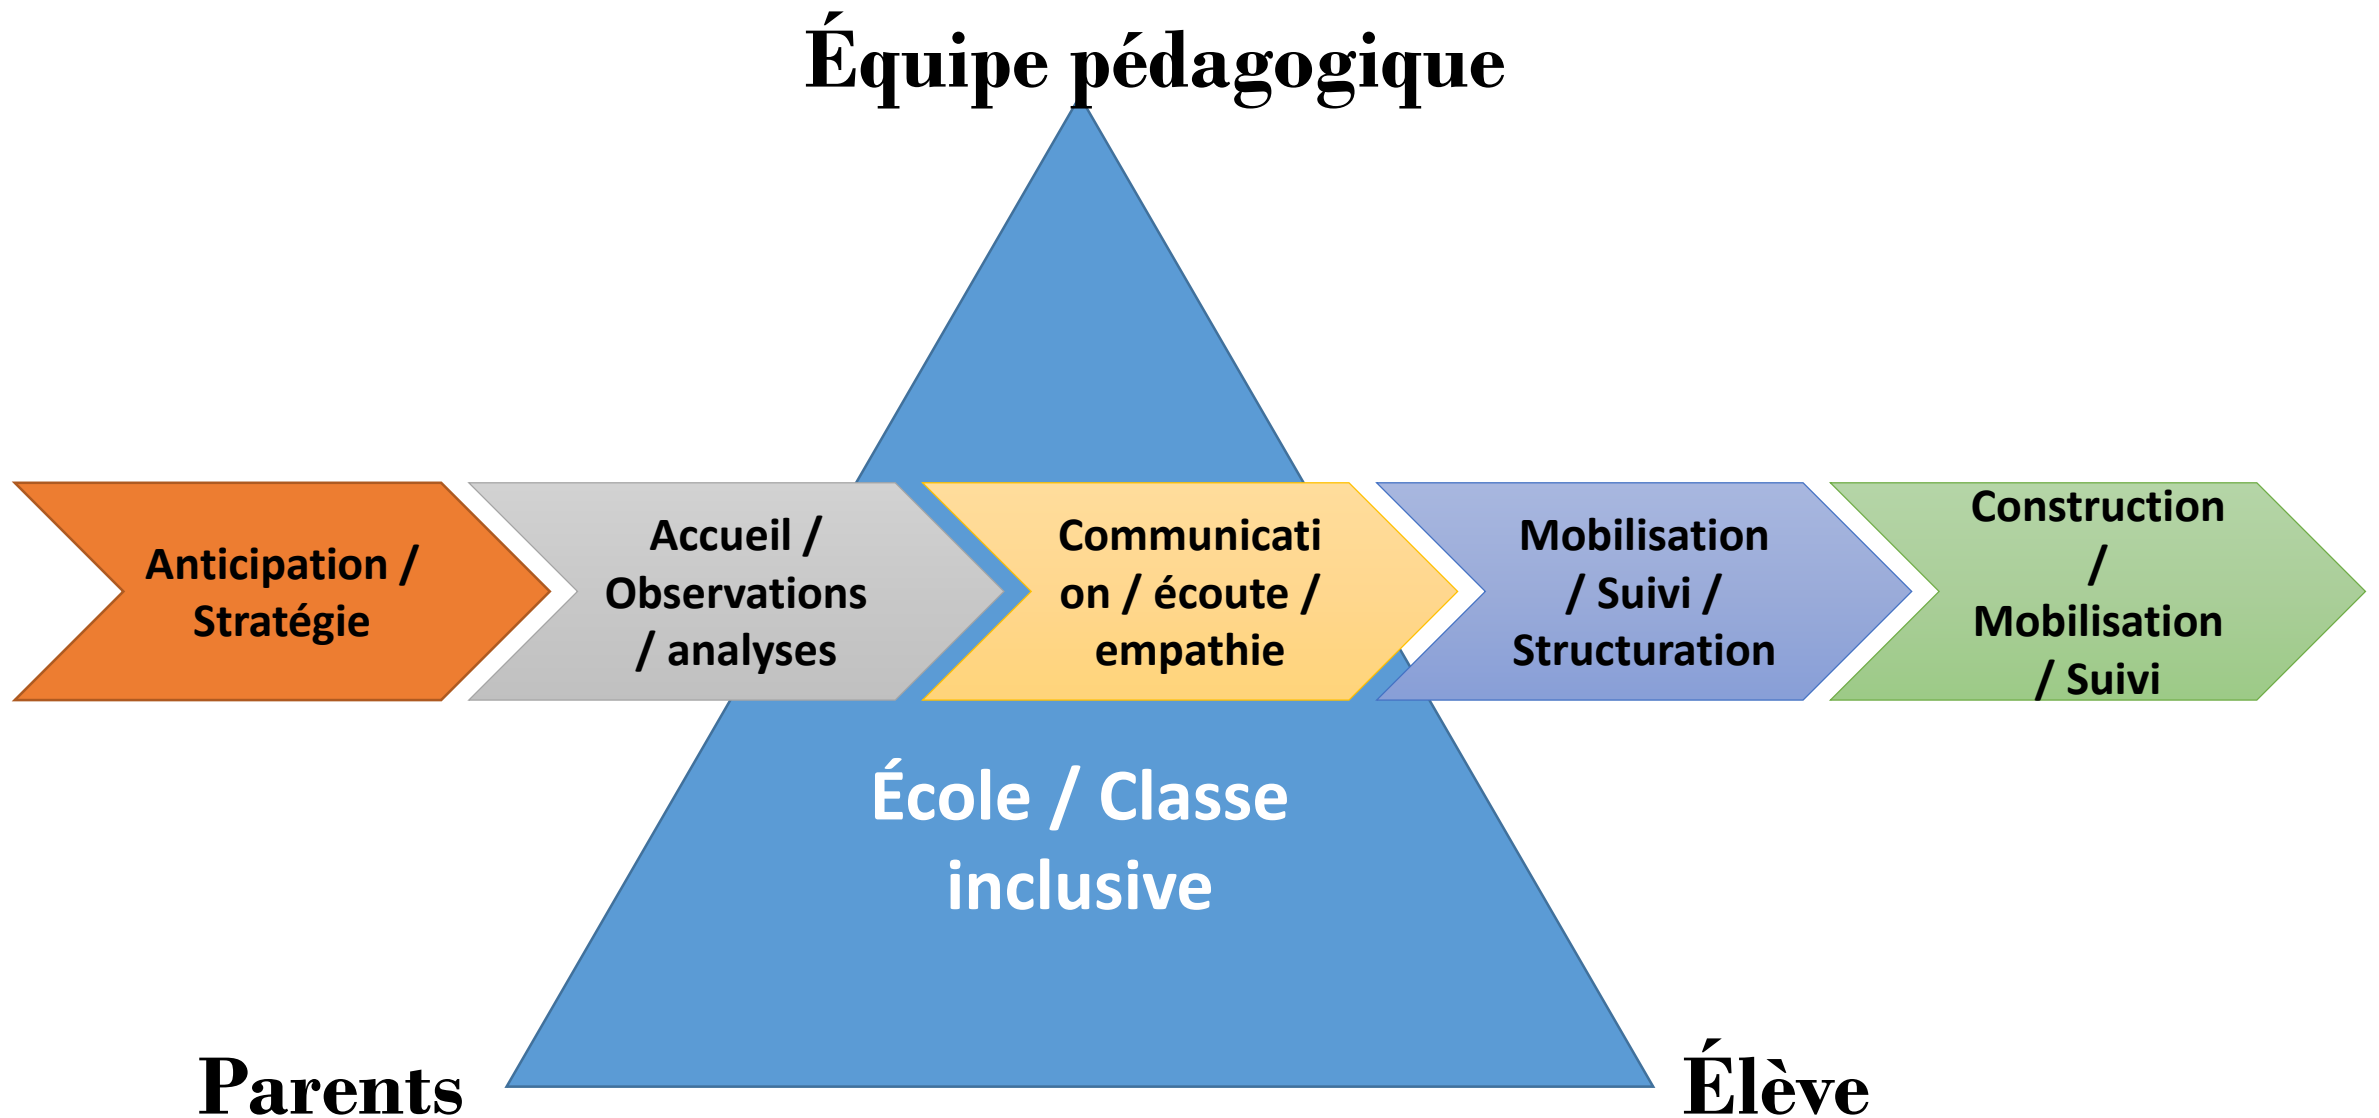 Équipe pédagogique
Anticipation /
Stratégie
Accueil /
Observations
/ analyses
Communicati
on / écoute /
empathie
Mobilisation
/ Suivi /
Structuration
Construction
/
Mobilisation
/ Suivi
École / Classe
inclusive
Parents
Élève